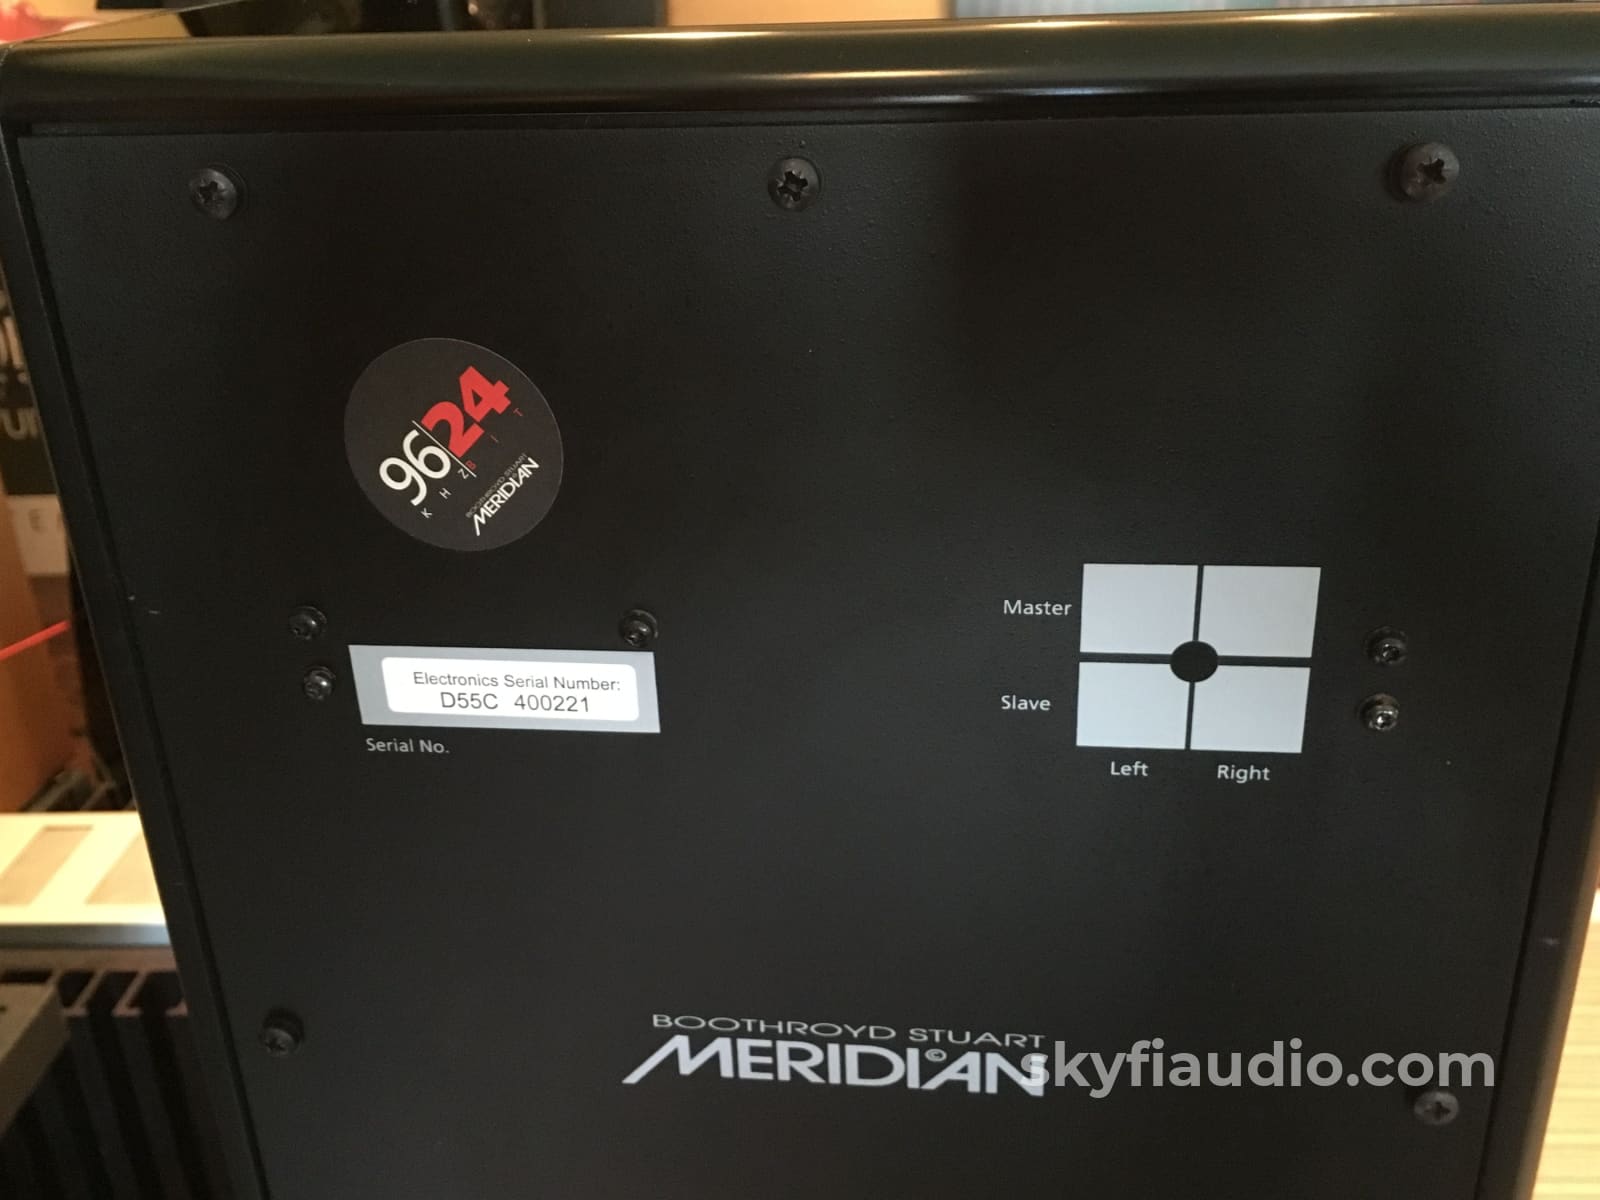 96|24
KHZ BIT
BOOTHROYD STUART
MERIDIAN
Master
Slave
Left Right
Electronics Serial Number:
D55C 400221
Serial No.
BOOTHROYD STUART
MERIDIAN©
skyfiaudio.com